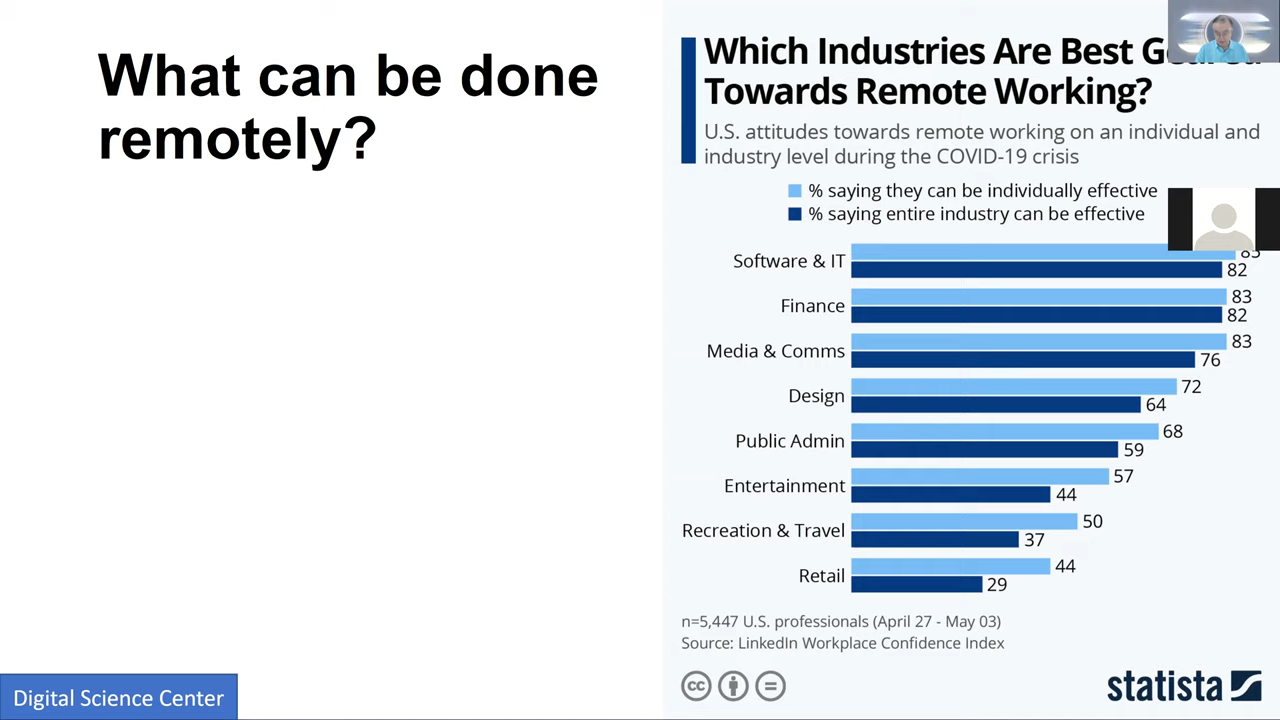 What can be done
remotely?
Which Industries Are Best
Towards Remote Working?
U.S. attitudes towards remote working on an individual and
industry level during the COVID-19 crisis
% saying they can be individually effective
% saying entire industry can be effective
Software & IT
82
Finance
83
82
Media & Comms
83
76
Design
72
64
Public Admin
68
59
Entertainment
57
44
Recreation & Travel
50
37
Retail
44
29
n=5,447 U.S. professionals (April 27 - May 03)
Source: LinkedIn Workplace Confidence Index
cc
=
statista
Digital Science Center